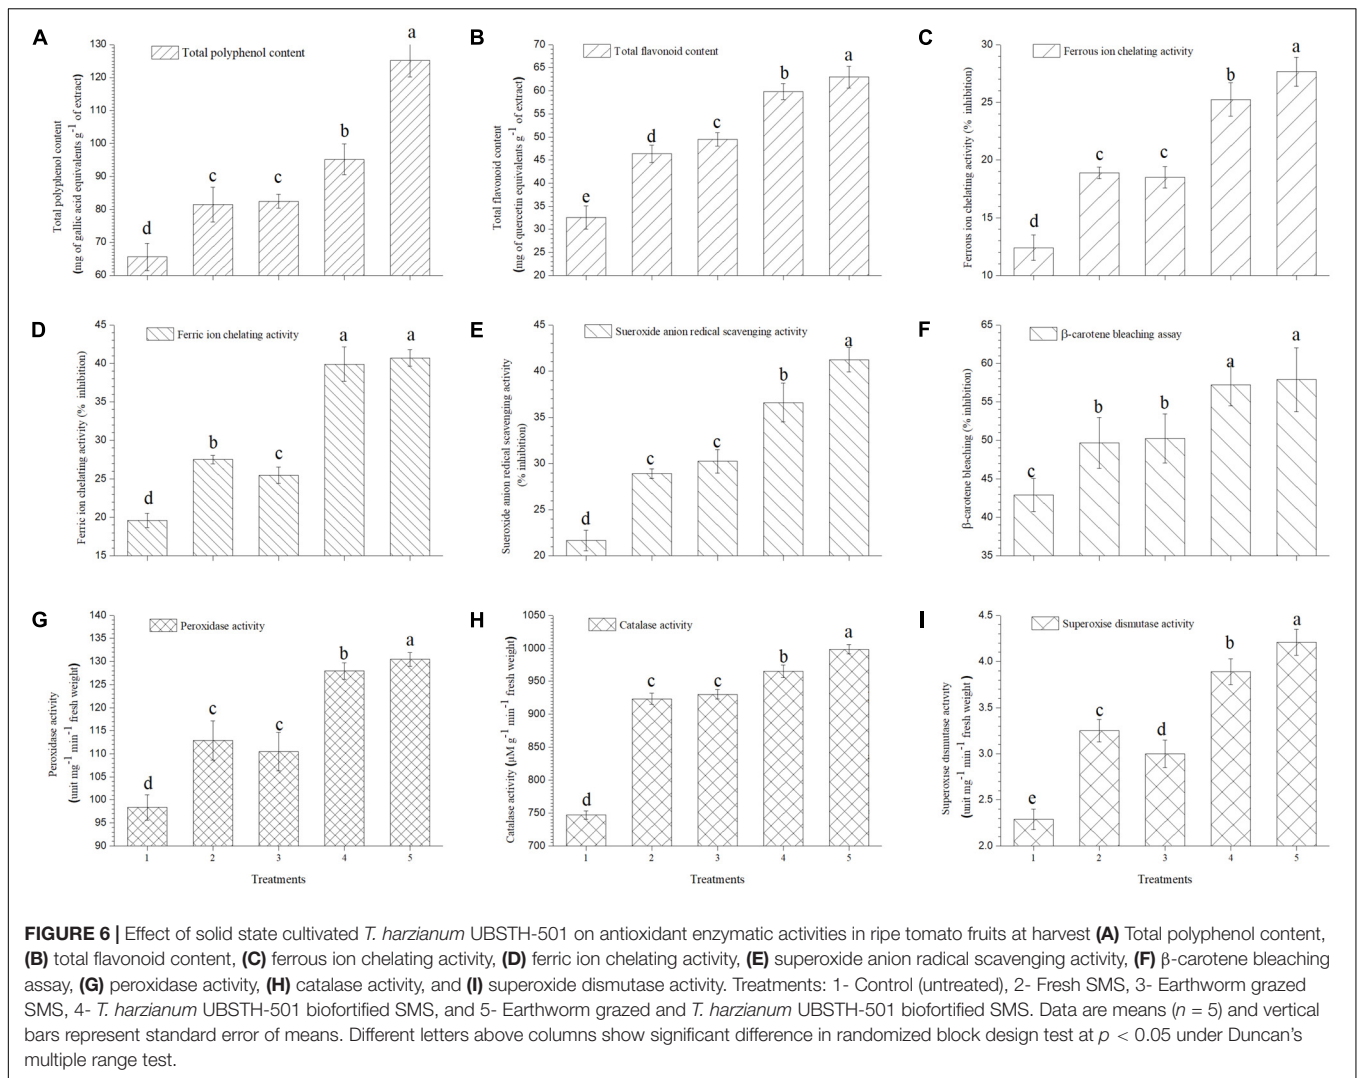 A
Total polyphenol content
Total polyphenol content
(mg of gallic acid equivalents g-1 of extract)
130
120
110
100
90
80
70
60
d
c
c
b
a
B
Total flavonoid content
Total flavonoid content
(mg of quercetin equivalents g-1 of extract)
70
65
60
55
50
45
40
35
30
25
20
e
d
c
b
a
C
Ferrous ion chelating activity
Ferrous ion chelating activity (% inhibition)
30
25
20
15
10
d
c
c
b
a
D
Ferric ion chelating activity
Ferric ion chelating activity (% inhibition)
45
40
35
30
25
20
15
d
b
c
a
a
E
Sueroxide anion redical scavenging activity
Sueroxide anion redical scavenging activity
(% inhibition)
45
40
35
30
25
20
d
c
c
b
a
F
β-carotene bleaching assay
β-carotene bleaching (% inhibition)
65
60
55
50
45
40
35
c
b
b
a
a
G
Peroxidase activity
Peroxidase activity
(unit mg-1 min-1 fresh weight)
140
135
130
125
120
115
110
105
100
95
90
d
c
c
b
a
1 2 3 4 5
Treatments
H
Catalase activity
Catalase activity (µM g-1 min-1 fresh weight)
1050
1000
950
900
850
800
750
700
d
c
c
b
a
1 2 3 4 5
Treatments
I
Superoxise dismutase activity
Superoxise dismutase activity
(unit mg-1 min-1 fresh weight)
4.5
4.0
3.5
3.0
2.5
2.0
e
c
d
b
a
1 2 3 4 5
Treatments
FIGURE 6 | Effect of solid state cultivated T. harzianum UBSTH-501 on antioxidant enzymatic activities in ripe tomato fruits at harvest (A) Total polyphenol content,
(B) total flavonoid content, (C) ferrous ion chelating activity, (D) ferric ion chelating activity, (E) superoxide anion radical scavenging activity, (F) β-carotene bleaching
assay, (G) peroxidase activity, (H) catalase activity, and (I) superoxide dismutase activity. Treatments: 1- Control (untreated), 2- Fresh SMS, 3- Earthworm grazed
SMS, 4- T. harzianum UBSTH-501 biofortified SMS, and 5- Earthworm grazed and T. harzianum UBSTH-501 biofortified SMS. Data are means (n = 5) and vertical
bars represent standard error of means. Different letters above columns show significant difference in randomized block design test at p < 0.05 under Duncan's
multiple range test.